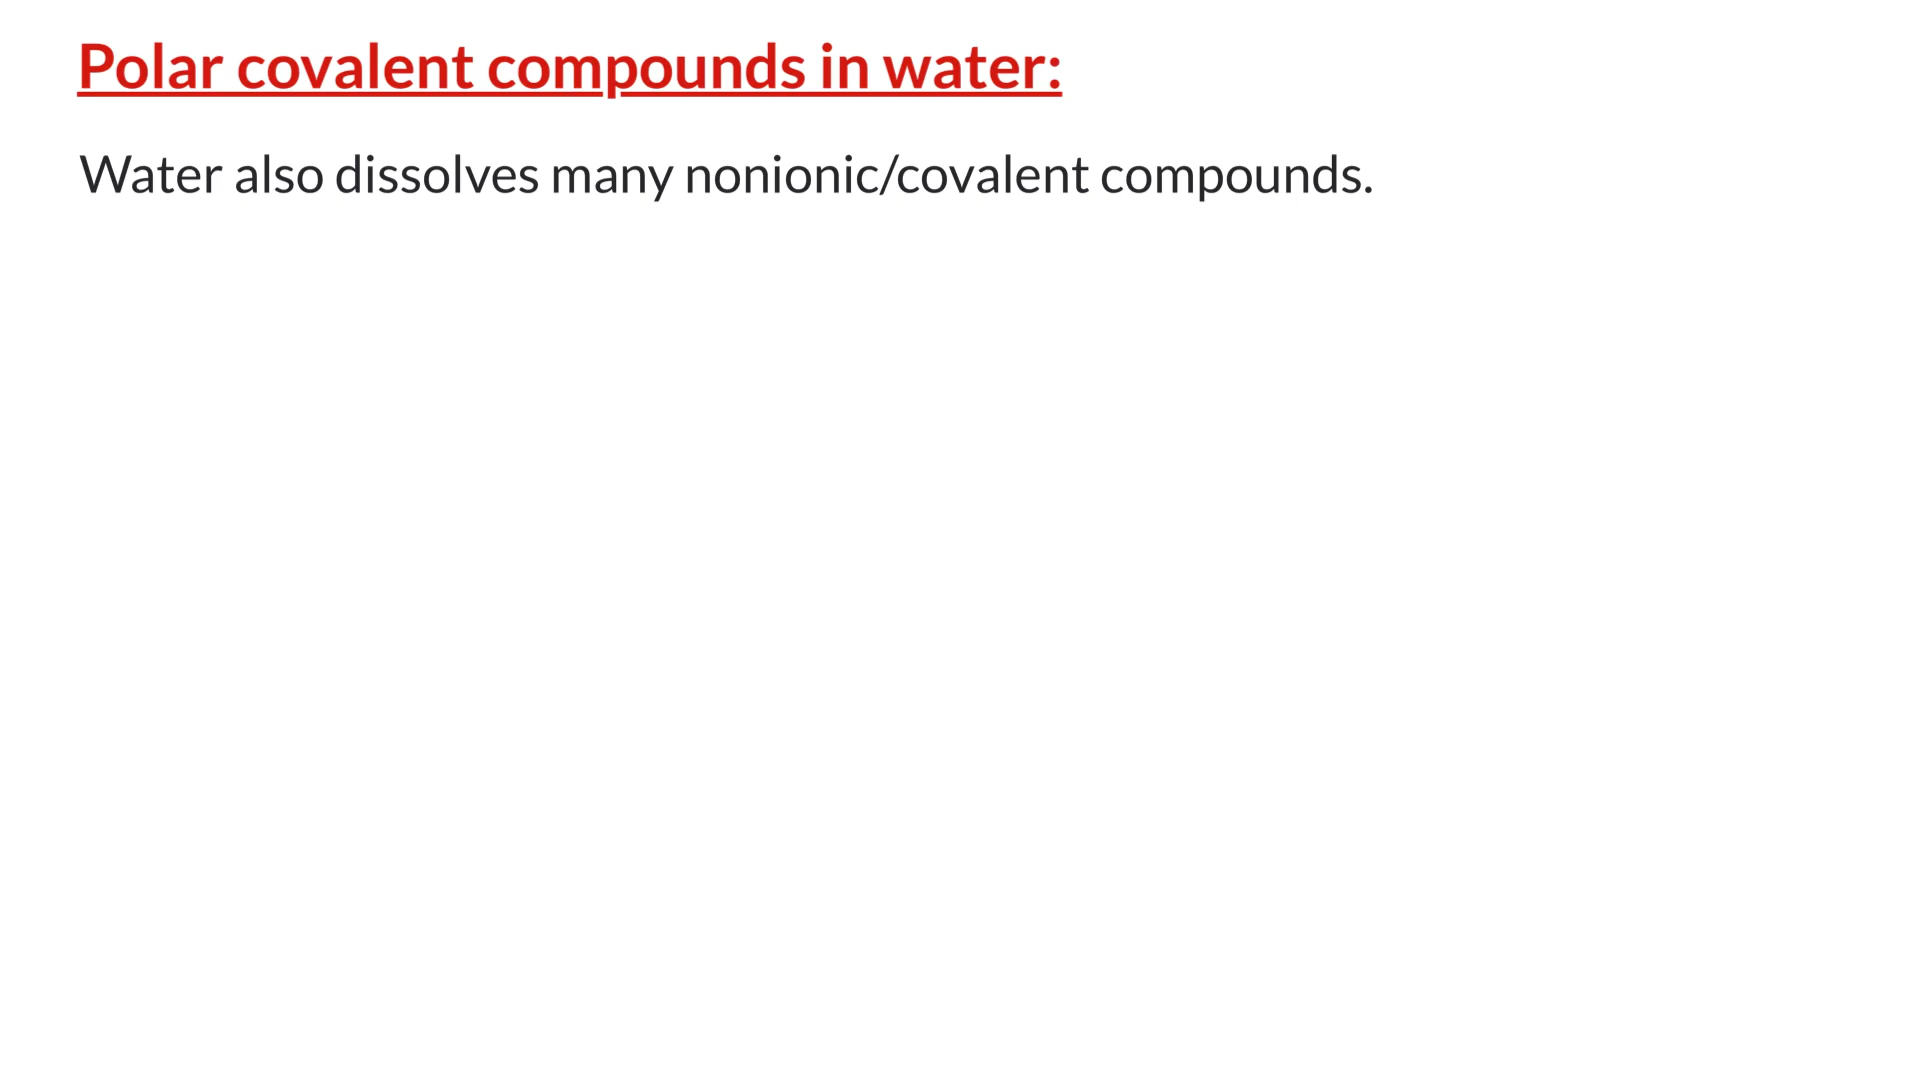 Polar covalent compounds in water:
Water also dissolves many nonionic/covalent compounds.